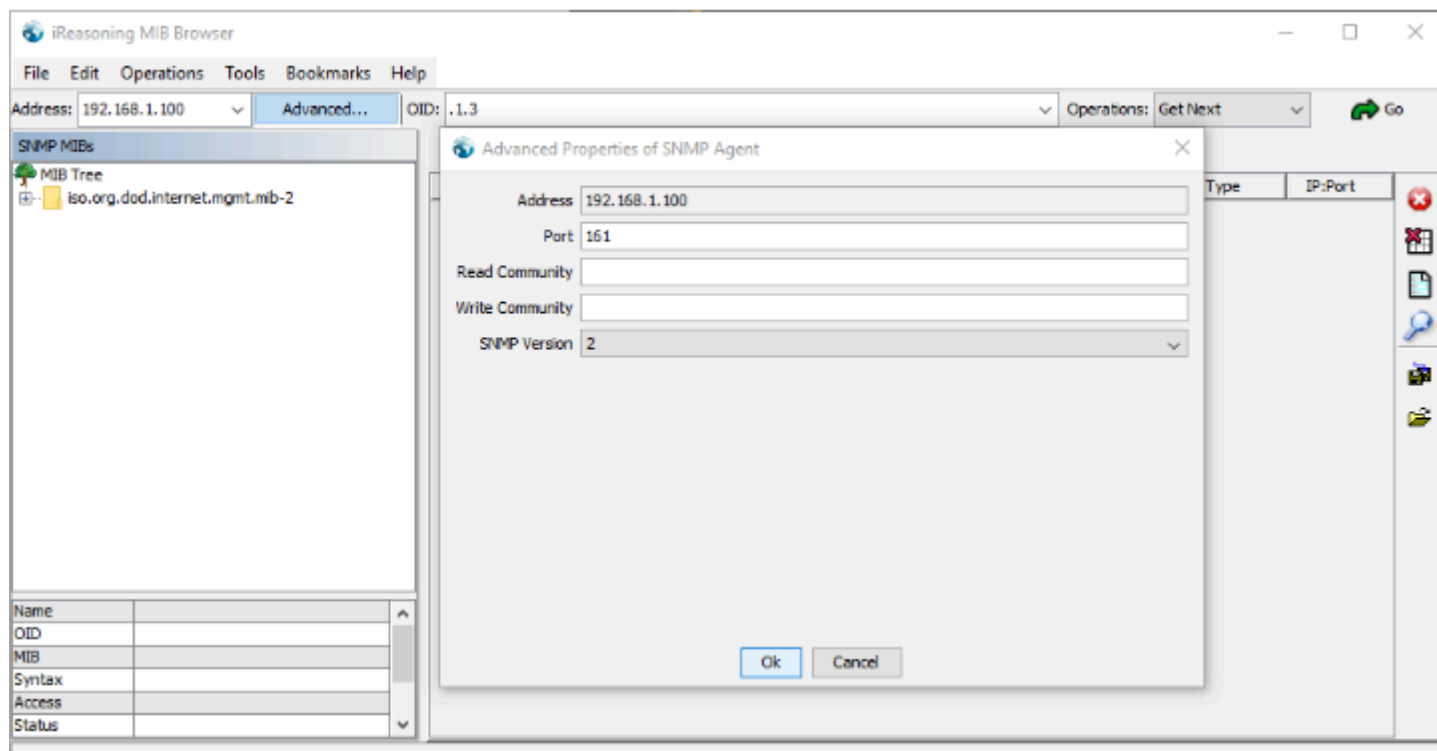 iReasoning MIB Browser
File Edit Operations Tools Bookmarks Help
Address: 192.168.1.100 Advanced... OID: .1.3 Operations: Get Next Go
SNMP MIBs
MIB Tree
iso.org.dod.internet.mgmt.mib-2
Advanced Properties of SNMP Agent
Address 192.168.1.100
Port 161
Read Community
Write Community
SNMP Version 2
Ok Cancel
Type IP:Port
Name
OID
MIB
Syntax
Access
Status